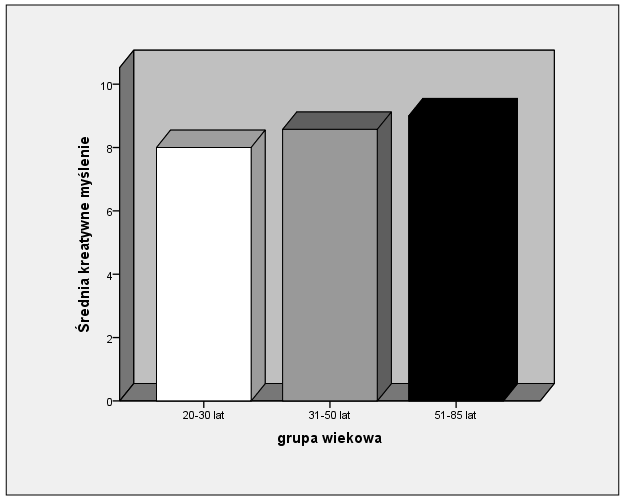 Średnia kreatywne myślenie
10
8
6
4
2
0
20-30 lat
31-50 lat
51-85 lat
grupa wiekowa